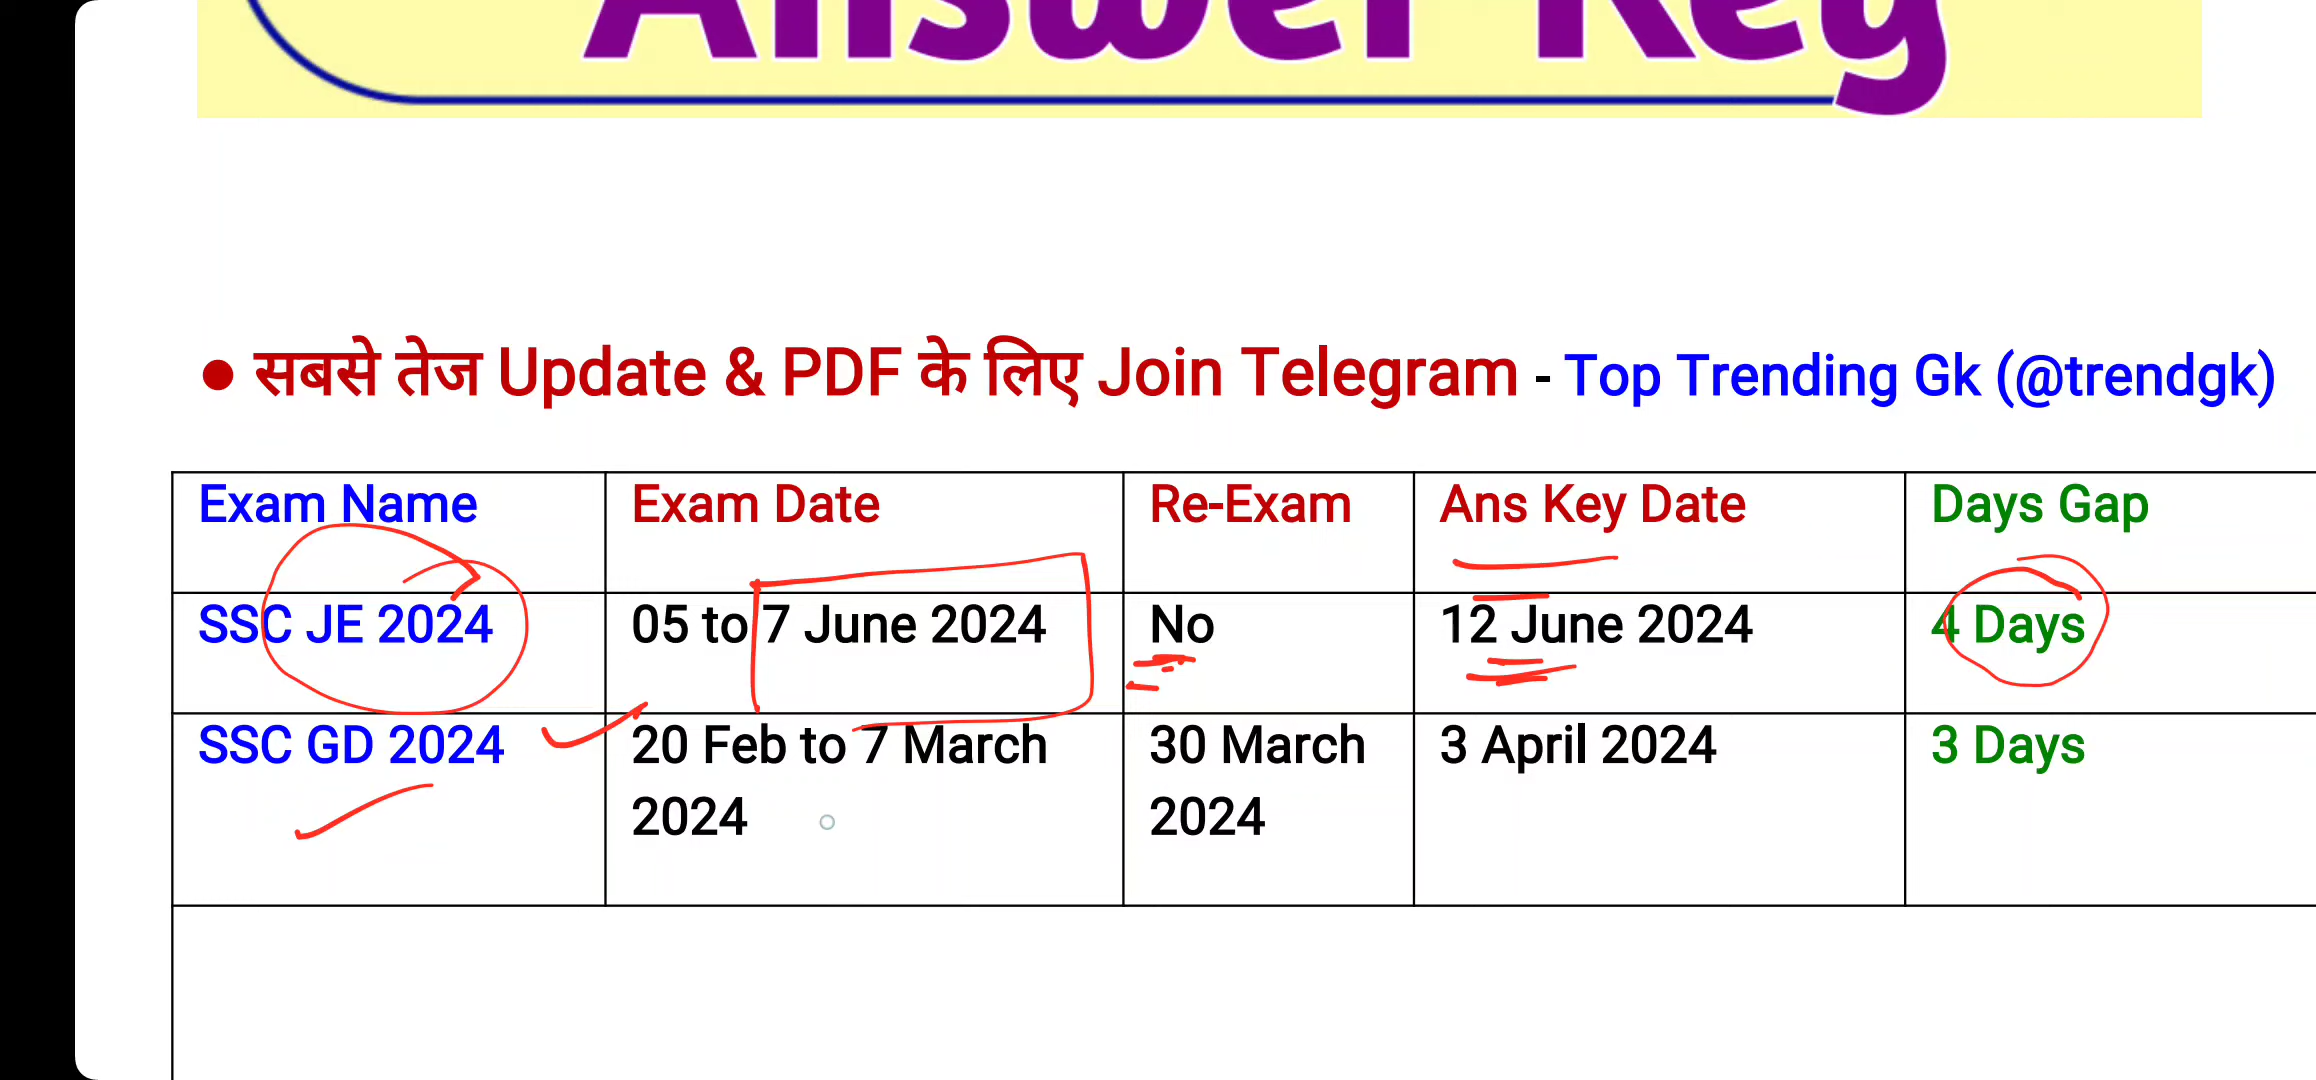 Answer Key
● सबसे तेज Update & PDF के लिए Join Telegram - Top Trending Gk (@trendgk)
Exam Name Exam Date Re-Exam Ans Key Date Days Gap
SSC JE 2024 05 to 7 June 2024 No 12 June 2024 4 Days
SSC GD 2024 20 Feb to 7 March 30 March 3 April 2024 3 Days
2024 2024